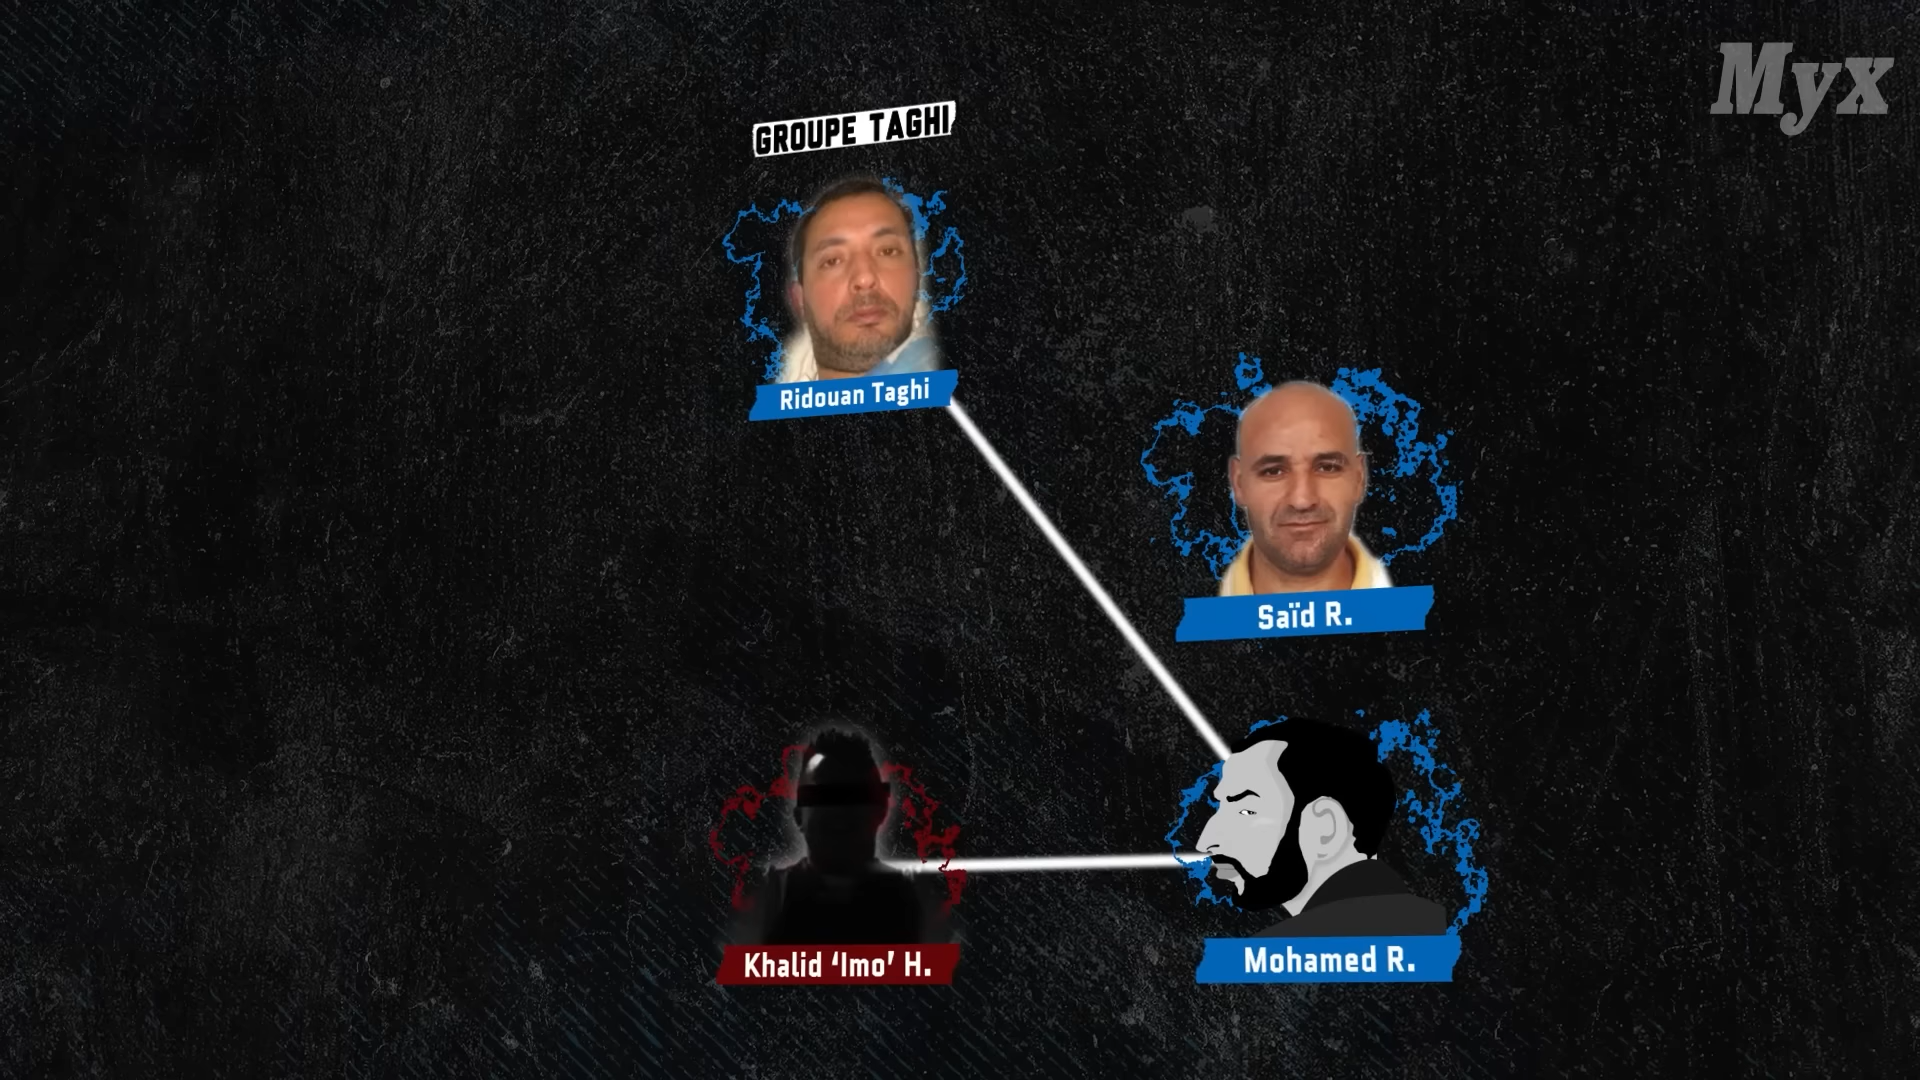 Myx
GROUPE TAGHI
Ridouan Taghi
Saïd R.
Khalid ‘Imo’ H.
Mohamed R.